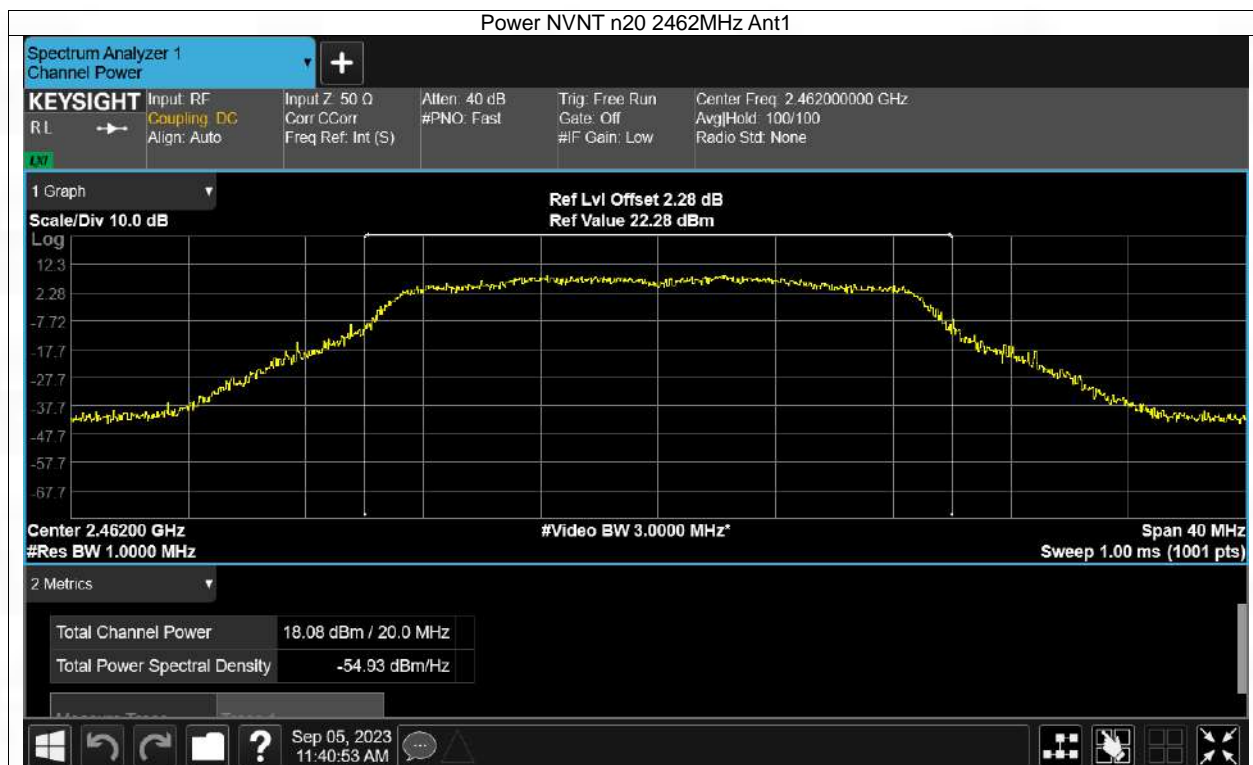 Power NVNT n20 2462MHz Ant1
Spectrum Analyzer 1
Channel Power
KEYSIGHT
RL
LXI
Input: RF
Coupling: DC
Align: Auto
Input Z: 50 Ω
Corr CCorr
Freq Ref: Int (S)
Atten: 40 dB
#PNO: Fast
Trig: Free Run
Gate: Off
#IF Gain: Low
Center Freq: 2.462000000 GHz
Avg|Hold: 100/100
Radio Std: None
1 Graph
Scale/Div 10.0 dB
Ref Lvl Offset 2.28 dB
Ref Value 22.28 dBm
Log
12.3
2.28
-7.72
-17.7
-27.7
-37.7
-47.7
-57.7
-67.7
Center 2.46200 GHz
#Video BW 3.0000 MHz*
Span 40 MHz
#Res BW 1.0000 MHz
Sweep 1.00 ms (1001 pts)
2 Metrics
Total Channel Power 18.08 dBm / 20.0 MHz
Total Power Spectral Density -54.93 dBm/Hz
Sep 05, 2023
11:40:53 AM